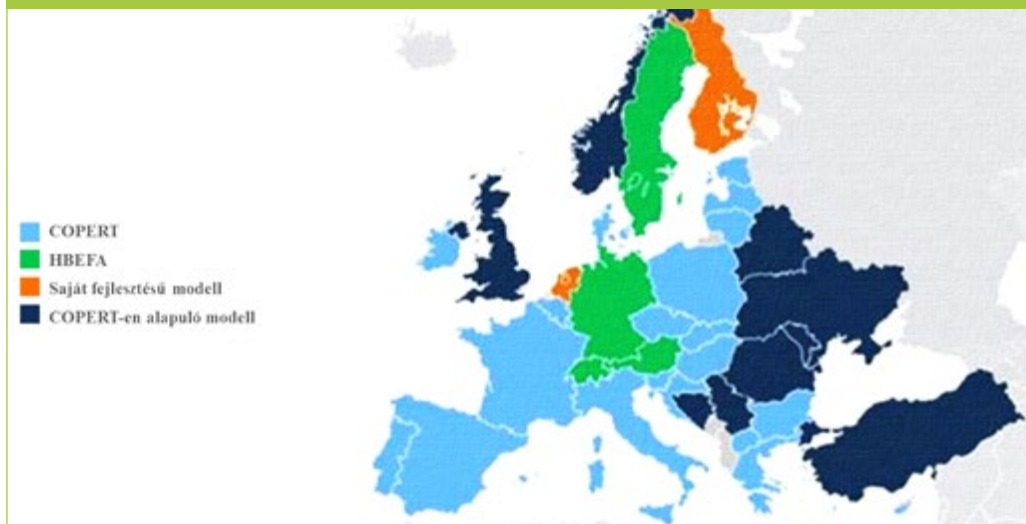 COPERT
HBEFA
Saját fejlesztésű modell
COPERT-en alapuló modell